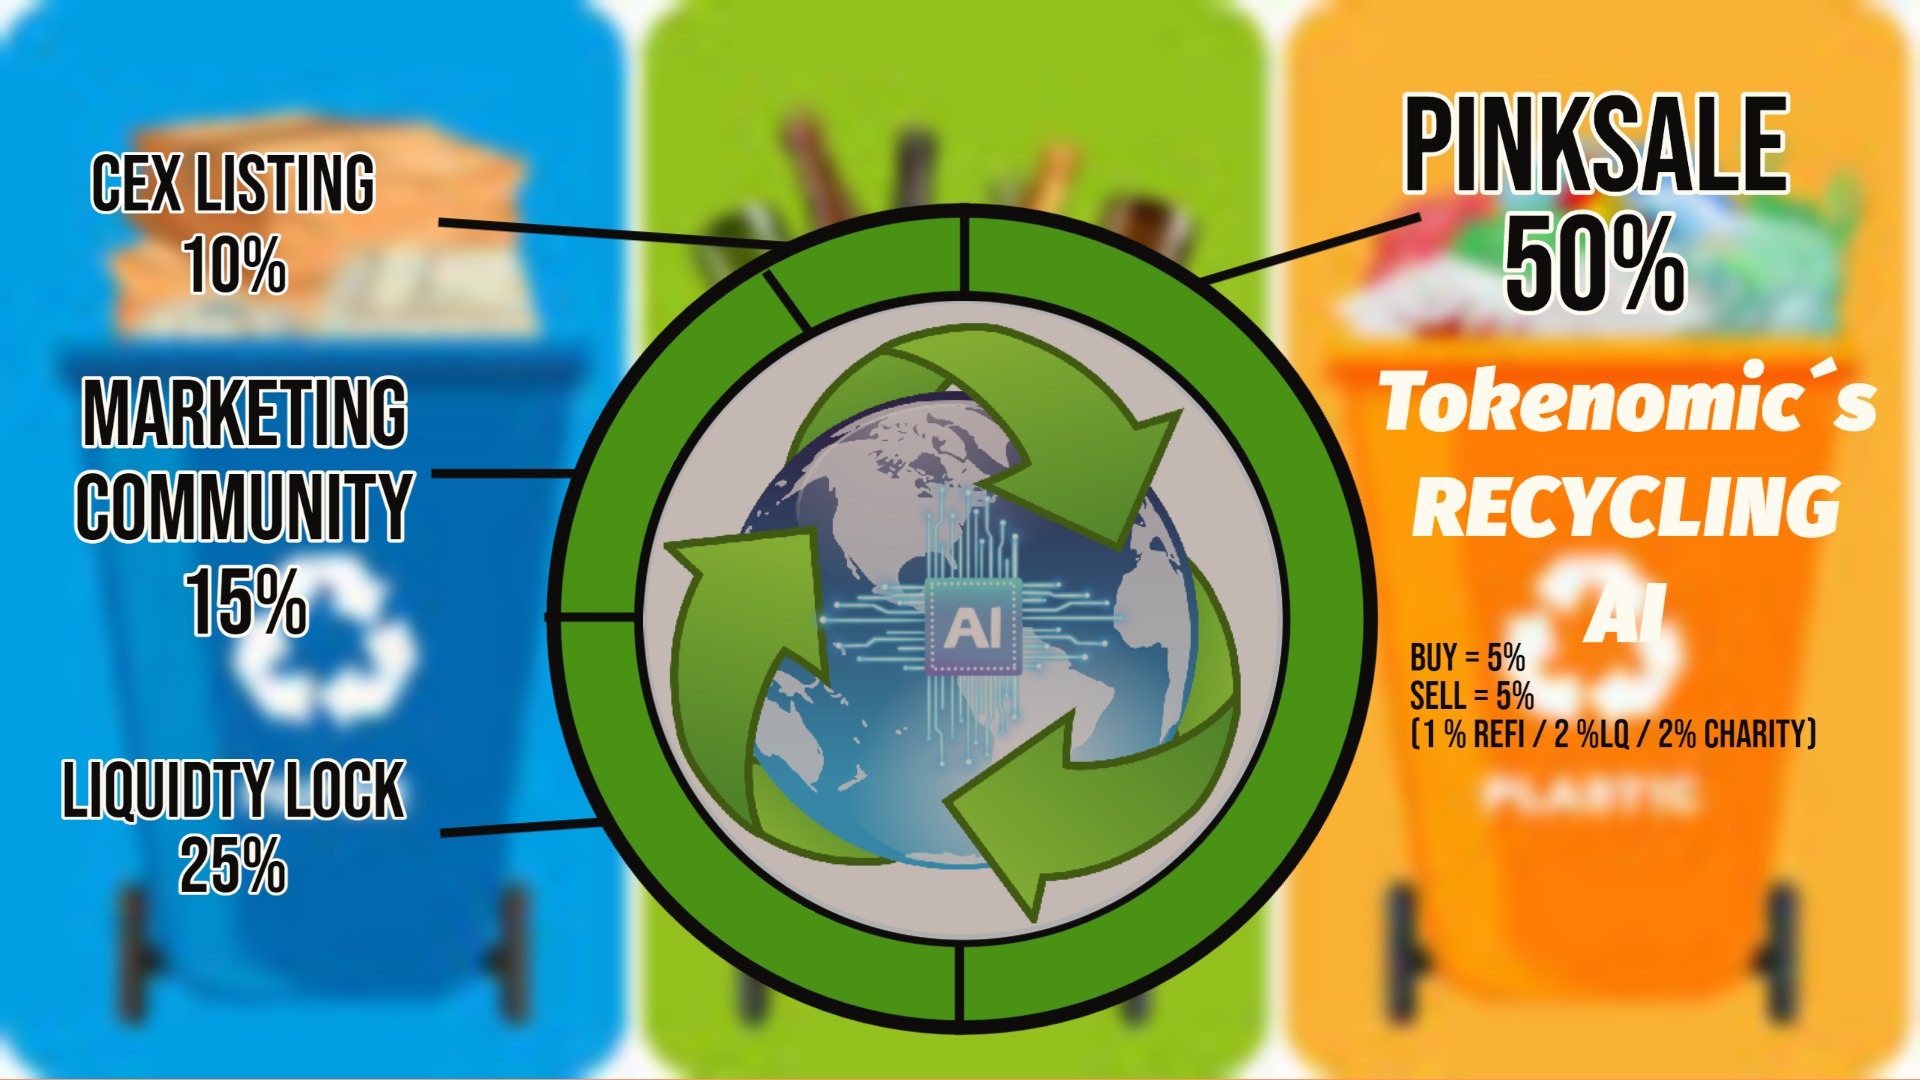 CEX LISTING
10%
MARKETING
COMMUNITY
15%
LIQUIDTY LOCK
25%
AI
PINKSALE
50%
Tokenomic´s
RECYCLING
AI
BUY = 5%
SELL = 5%
(1 % REFI / 2 %LQ / 2% CHARITY)
PLASTIC